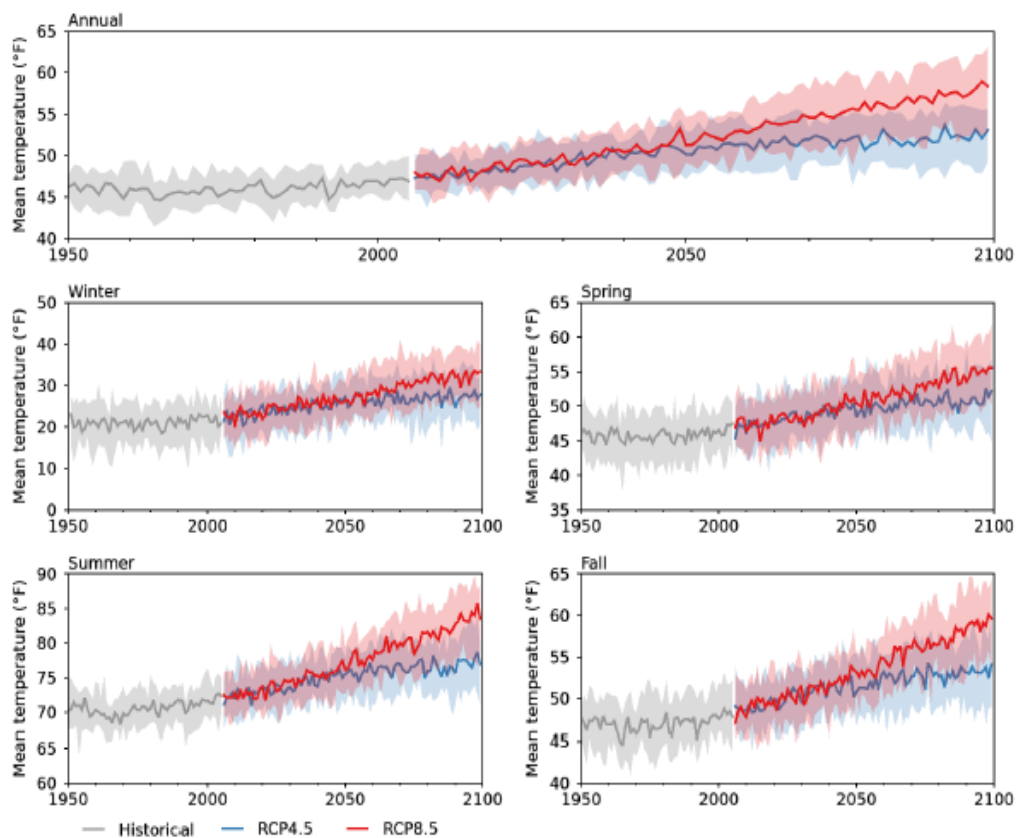 Annual
65
60
55
50
45
40
Mean temperature (°F)
1950 2000 2050 2100
Winter
50
40
30
20
10
0
Mean temperature (°F)
1950 2000 2050 2100
Spring
65
60
55
50
45
40
35
Mean temperature (°F)
1950 2000 2050 2100
Summer
90
85
80
75
70
65
60
Mean temperature (°F)
1950 2000 2050 2100
Fall
65
60
55
50
45
40
Mean temperature (°F)
1950 2000 2050 2100
Historical RCP4.5 RCP8.5